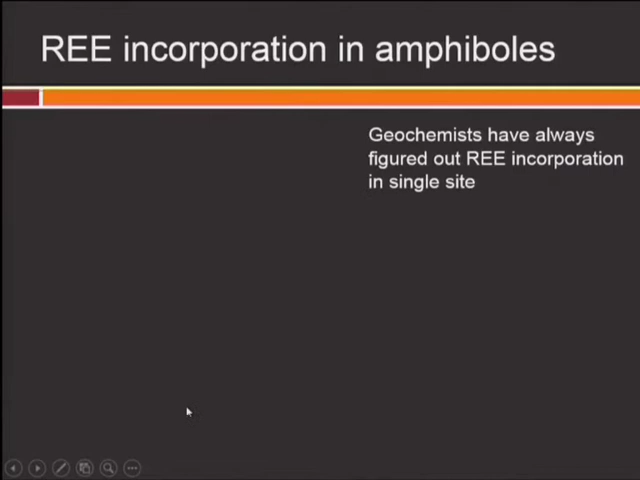 REE incorporation in amphiboles
Geochemists have always
figured out REE incorporation
in single site